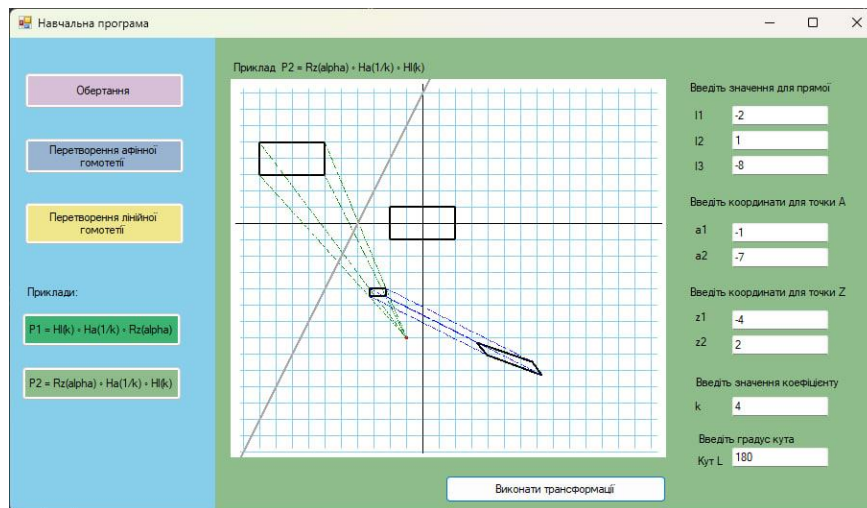 Навчальна програма
Обертання
Перетворення афінної
гомотетії
Перетворення лінійної
гомотетії
Приклади:
P1 = Hl(k) ∘ Ha(1/k) ∘ Rz(alpha)
P2 = Rz(alpha) ∘ Ha(1/k) ∘ Hl(k)
Приклад P2 = Rz(alpha) ∘ Ha(1/k) ∘ Hl(k)
Введіть значення для прямої
l1 -2
l2 1
l3 -8
Введіть координати для точки А
a1 -1
a2 -7
Введіть координати для точки Z
z1 -4
z2 2
Введіть значення коефіцієнту
k 4
Введіть градус кута
Кут L 180
Виконати трансформації